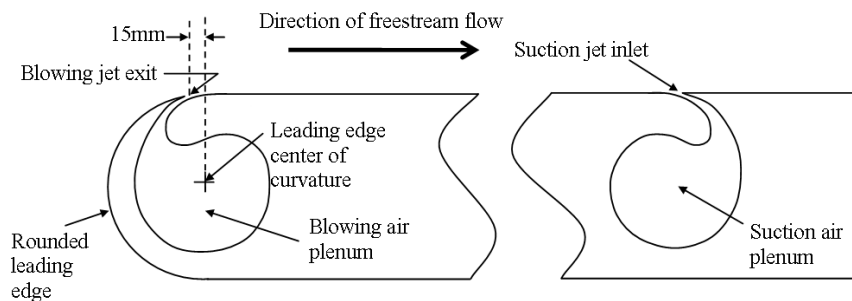 15mm
Direction of freestream flow
Blowing jet exit
Suction jet inlet
Leading edge
center of
curvature
Rounded
leading
edge
Blowing air
plenum
Suction air
plenum